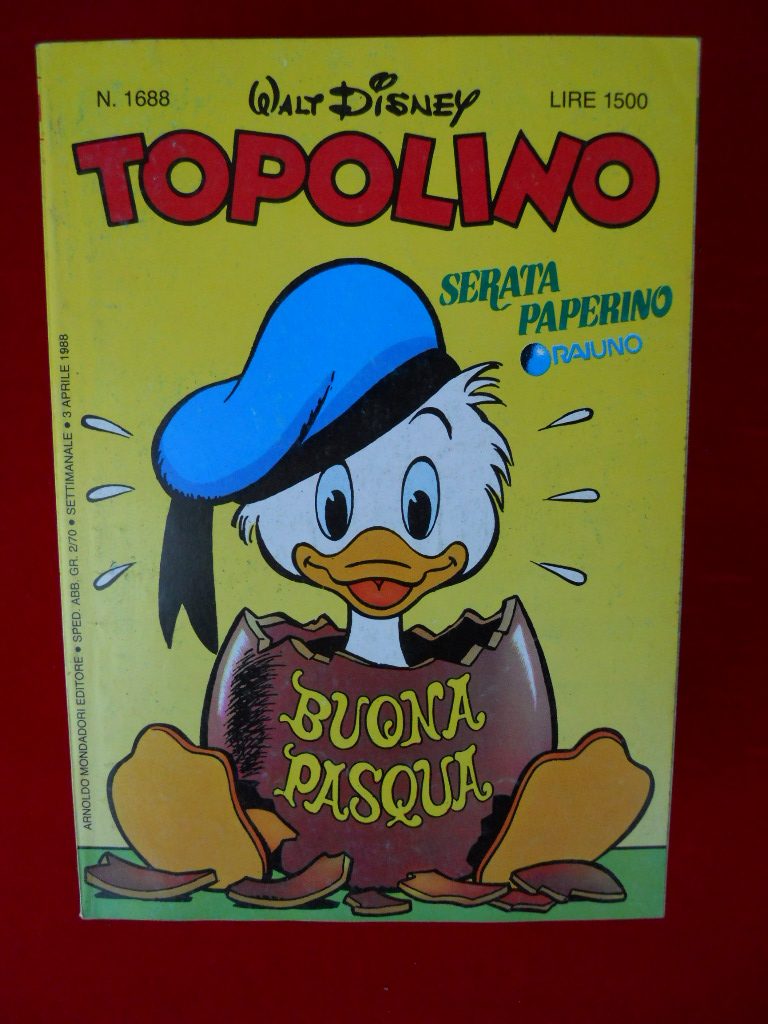 N. 1688
WALT DISNEY
LIRE 1500
TOPOLINO
SERATA
PAPERINO
RAIUNO
ARNOLDO MONDADORI EDITORE • SPED. ABB. GR. 2/70 • SETTIMANALE • 3 APRILE 1988
BUONA
PASQUA